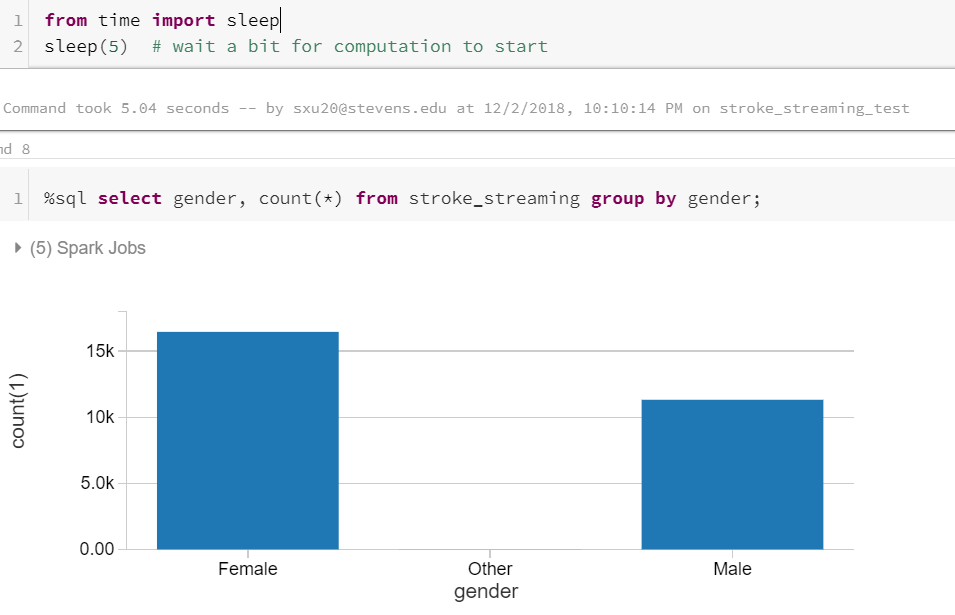 1 from time import sleep
2 sleep(5)  # wait a bit for computation to start
Command took 5.04 seconds -- by sxu20@stevens.edu at 12/2/2018, 10:10:14 PM on stroke_streaming_test
nd 8
1 %sql select gender, count(*) from stroke_streaming group by gender;
(5) Spark Jobs
count(1)
15k
10k
5.0k
0.00
Female Other Male
gender